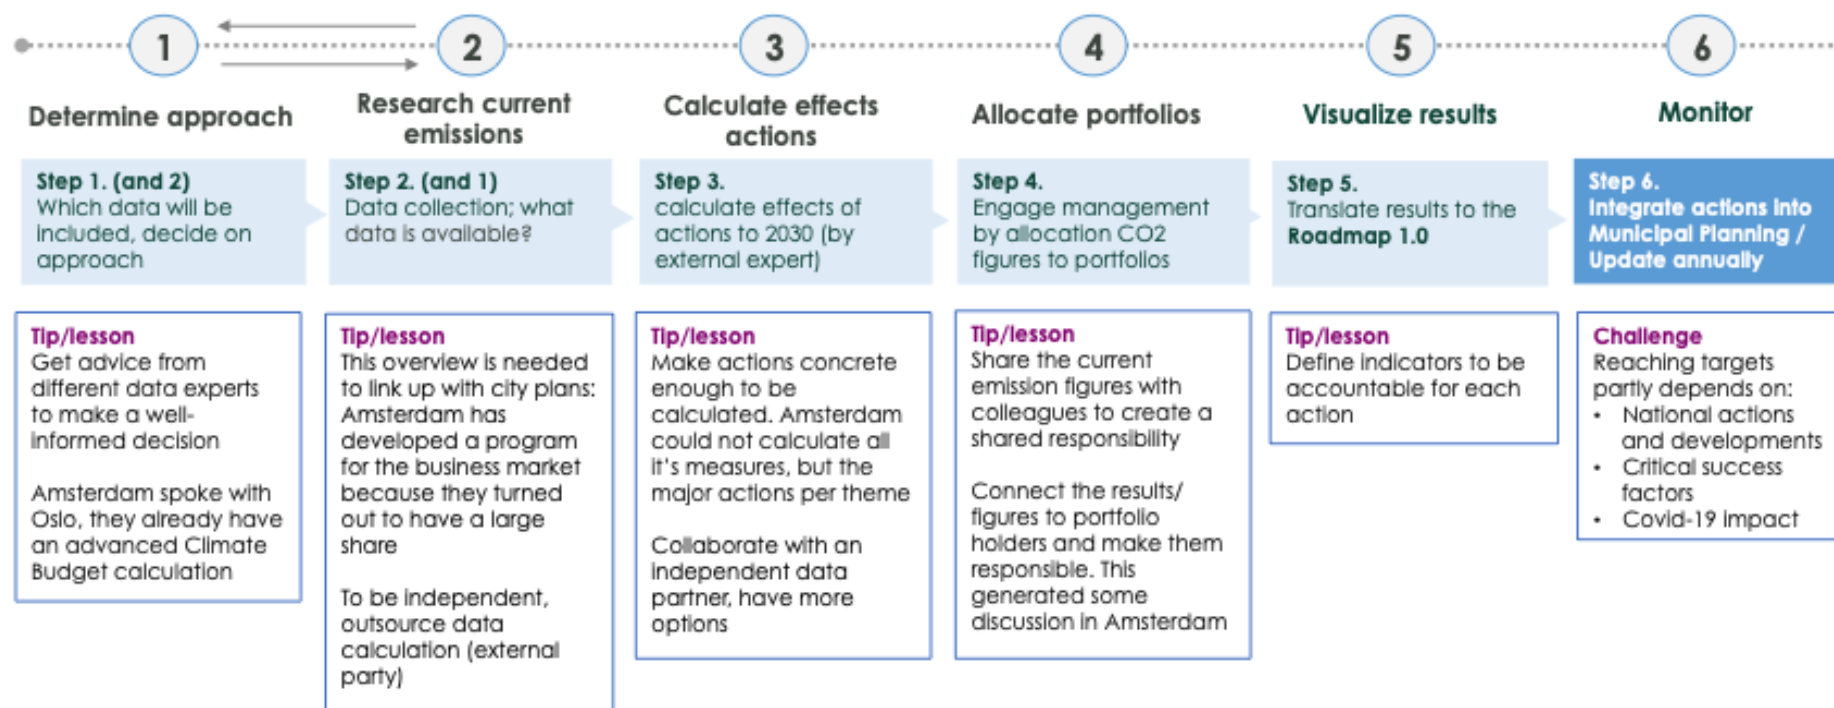 1
2
3
4
5
6
Determine approach
Research current
emissions
Calculate effects
actions
Allocate portfolios
Visualize results
Monitor
Step 1. (and 2)
Which data will be
included, decide on
approach
Step 2. (and 1)
Data collection; what
data is available?
Step 3.
calculate effects of
actions to 2030 (by
external expert)
Step 4.
Engage management
by allocation CO2
figures to portfolios
Step 5.
Translate results to the
Roadmap 1.0
Step 6.
Integrate actions into
Municipal Planning /
Update annually
Tip/lesson
Get advice from
different data experts
to make a well-
informed decision
Amsterdam spoke with
Oslo, they already have
an advanced Climate
Budget calculation
Tip/lesson
This overview is needed
to link up with city plans:
Amsterdam has
developed a program
for the business market
because they turned
out to have a large
share
To be independent,
outsource data
calculation (external
party)
Tip/lesson
Make actions concrete
enough to be
calculated. Amsterdam
could not calculate all
it's measures, but the
major actions per theme
Collaborate with an
independent data
partner, have more
options
Tip/lesson
Share the current
emission figures with
colleagues to create a
shared responsibility
Connect the results/
figures to portfolio
holders and make them
responsible. This
generated some
discussion in Amsterdam
Tip/lesson
Define indicators to be
accountable for each
action
Challenge
Reaching targets
partly depends on:
• National actions
and developments
• Critical success
factors
• Covid-19 impact